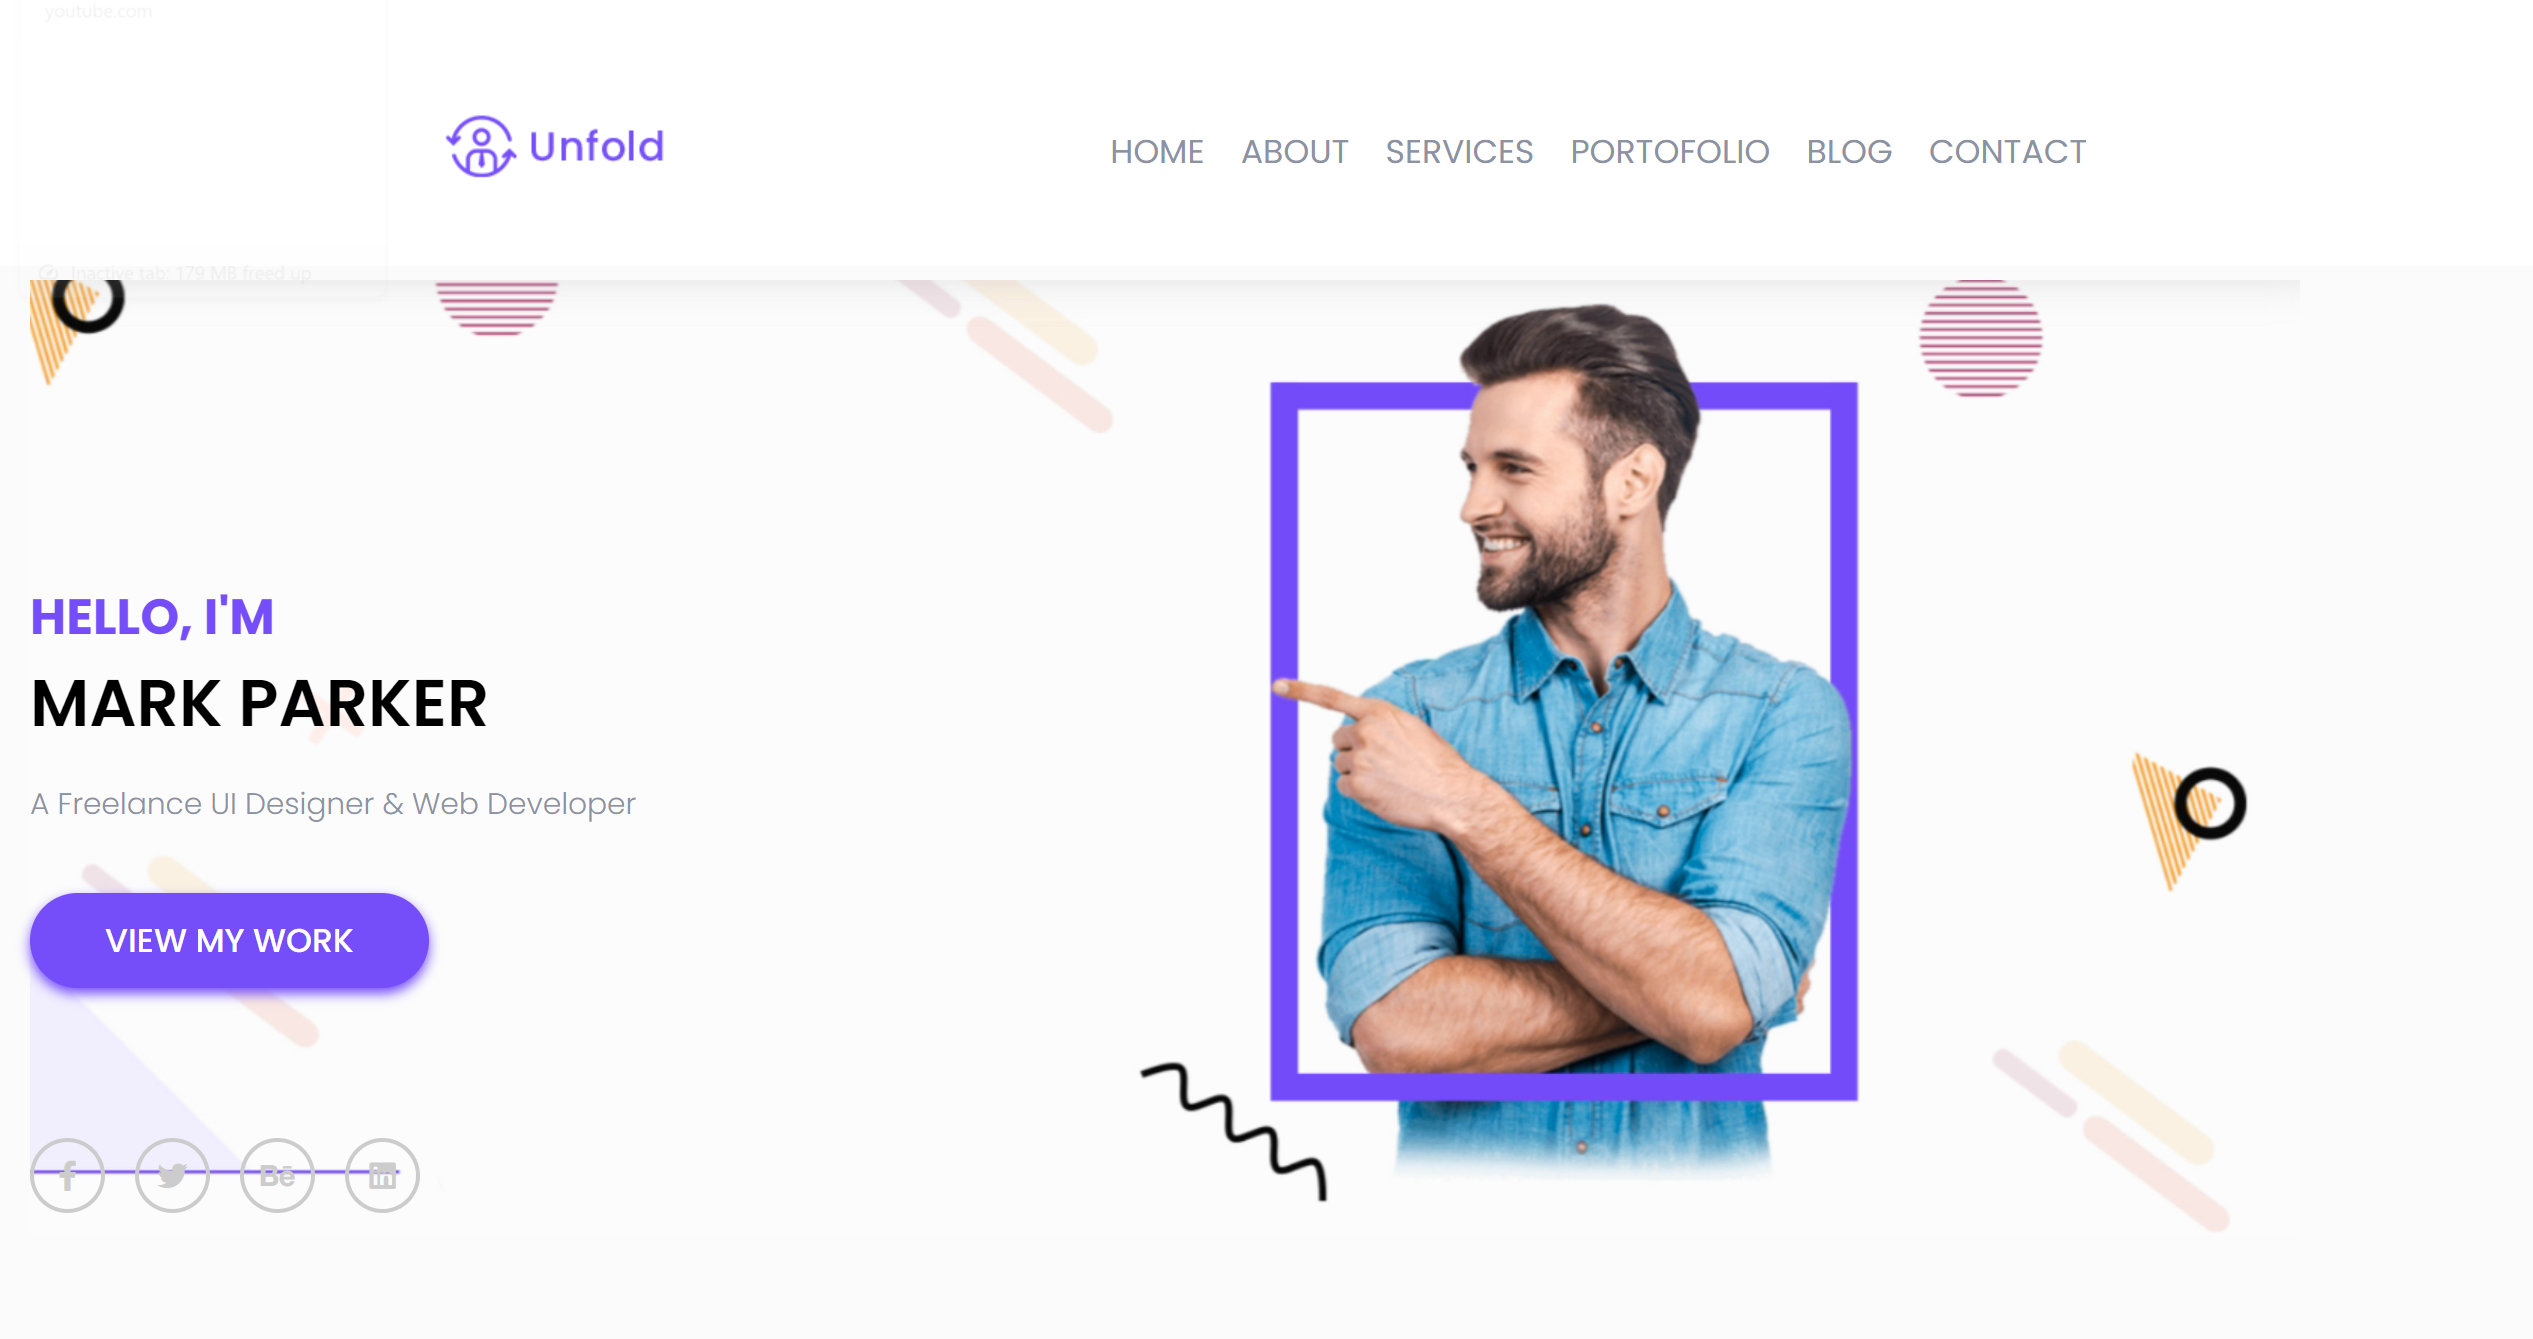 youtube.com
Unfold
HOME ABOUT SERVICES PORTOFOLIO BLOG CONTACT
Inactive tab: 179 MB freed up
HELLO, I'M
MARK PARKER
A Freelance UI Designer & Web Developer
VIEW MY WORK
f Bē in